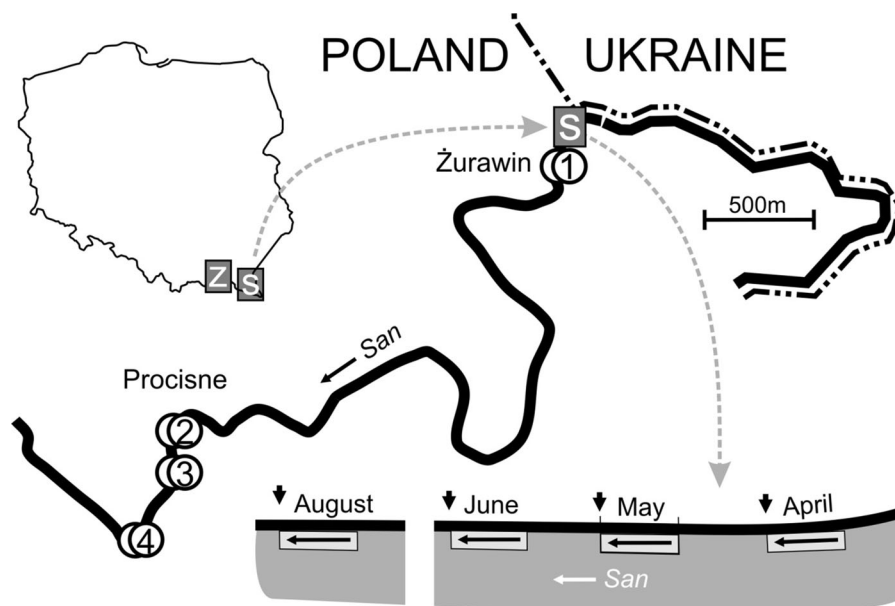 POLAND UKRAINE
S
Żurawin 1
500m
Z S
San
Procisne
2
3
4
August June May April
San